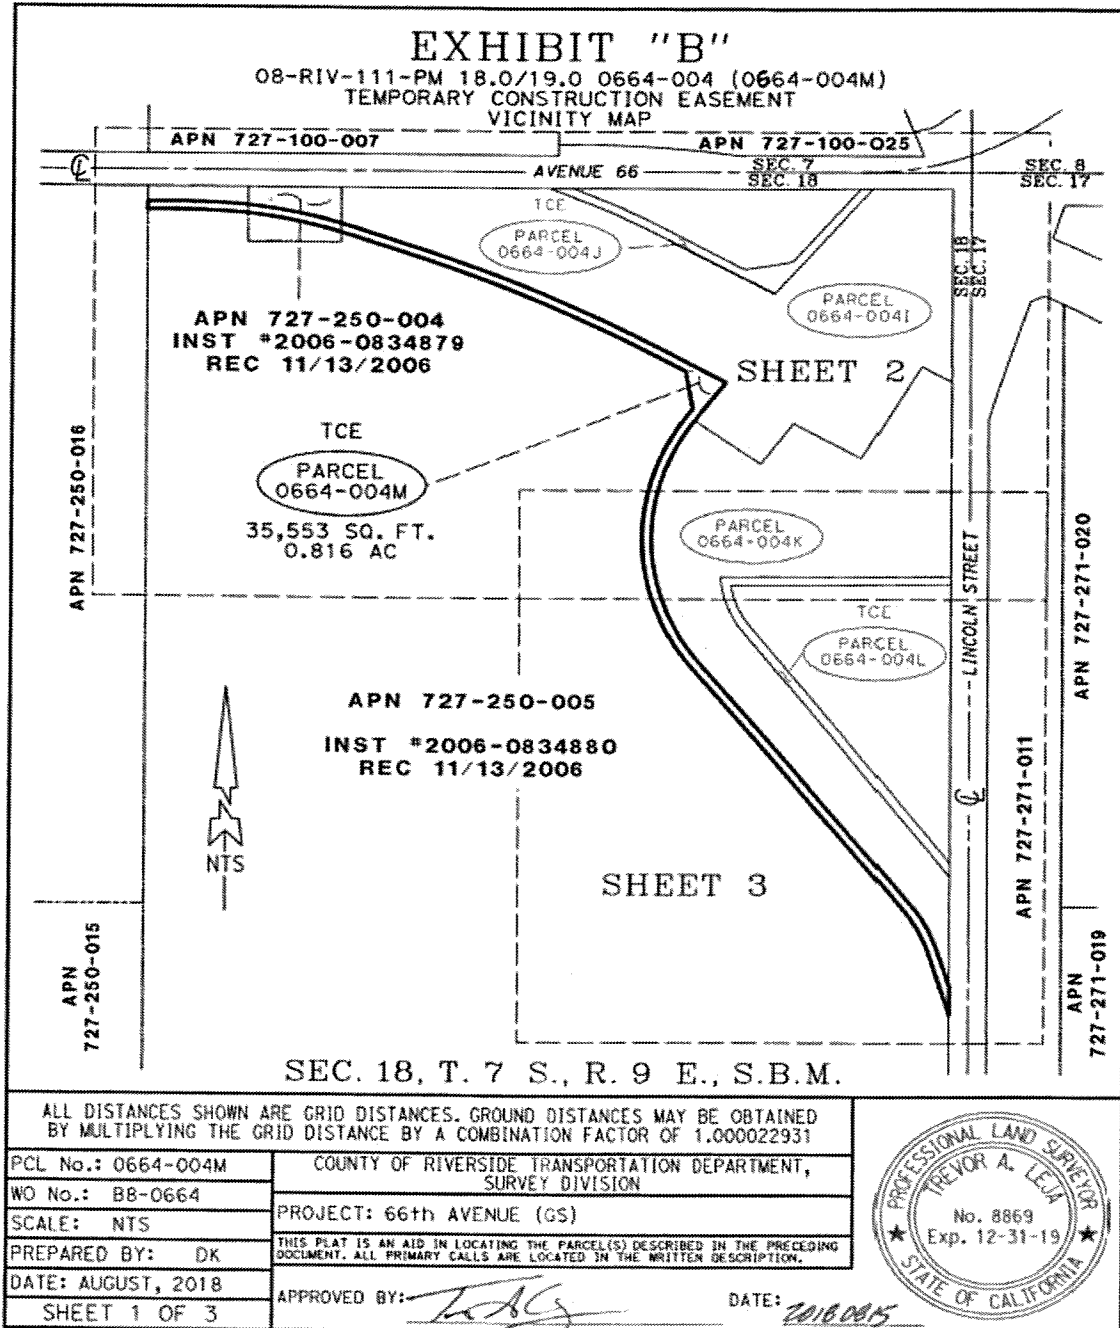 EXHIBIT "B"
08-RIV-111-PM 18.0/19.0 0664-004 (0664-004M)
TEMPORARY CONSTRUCTION EASEMENT
VICINITY MAP
APN 727-100-007
APN 727-100-025
AVENUE 66
SEC. 7
SEC. 18
SEC. 8
SEC. 17
TCE
PARCEL
0664-004J
SEC. 18
SEC. 17
PARCEL
0664-004I
APN 727-250-004
INST #2006-0834879
REC 11/13/2006
SHEET 2
TCE
PARCEL
0664-004M
35,553 SQ. FT.
0.816 AC
APN 727-250-016
PARCEL
0664-004K
LINCOLN STREET
APN 727-271-020
TCE
PARCEL
0664-004L
APN 727-250-005
INST #2006-0834880
REC 11/13/2006
APN 727-271-011
NTS
SHEET 3
APN
727-250-015
APN
727-271-019
SEC. 18, T. 7 S., R. 9 E., S.B.M.
ALL DISTANCES SHOWN ARE GRID DISTANCES. GROUND DISTANCES MAY BE OBTAINED
BY MULTIPLYING THE GRID DISTANCE BY A COMBINATION FACTOR OF 1.000022931
PCL No.: 0664-004M
WO No.: B8-0664
SCALE: NTS
PREPARED BY: DK
DATE: AUGUST, 2018
SHEET 1 OF 3
COUNTY OF RIVERSIDE TRANSPORTATION DEPARTMENT,
SURVEY DIVISION
PROJECT: 66th AVENUE (GS)
THIS PLAT IS AN AID IN LOCATING THE PARCEL(S) DESCRIBED IN THE PRECEDING
DOCUMENT. ALL PRIMARY CALLS ARE LOCATED IN THE WRITTEN DESCRIPTION.
APPROVED BY:
DATE: 20180815
PROFESSIONAL LAND SURVEYOR
TREVOR A. LEJA
No. 8869
Exp. 12-31-19
STATE OF CALIFORNIA